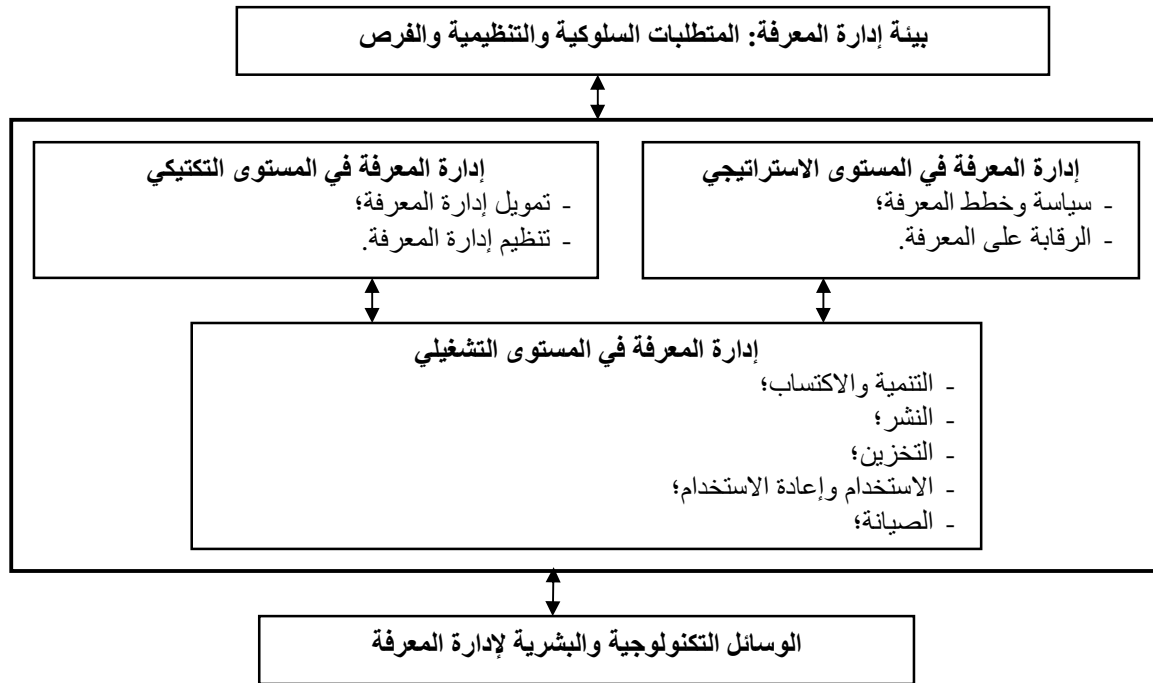 بيئة إدارة المعرفة: المتطلبات السلوكية والتنظيمية والفرص
إدارة المعرفة في المستوى الاستراتيجي
- سياسة وخطط المعرفة؛
- الرقابة على المعرفة.
إدارة المعرفة في المستوى التكتيكي
- تمويل إدارة المعرفة؛
- تنظيم إدارة المعرفة.
إدارة المعرفة في المستوى التشغيلي
- التنمية والاكتساب؛
- النشر؛
- التخزين؛
- الاستخدام وإعادة الاستخدام؛
- الصيانة؛
الوسائل التكنولوجية والبشرية لإدارة المعرفة